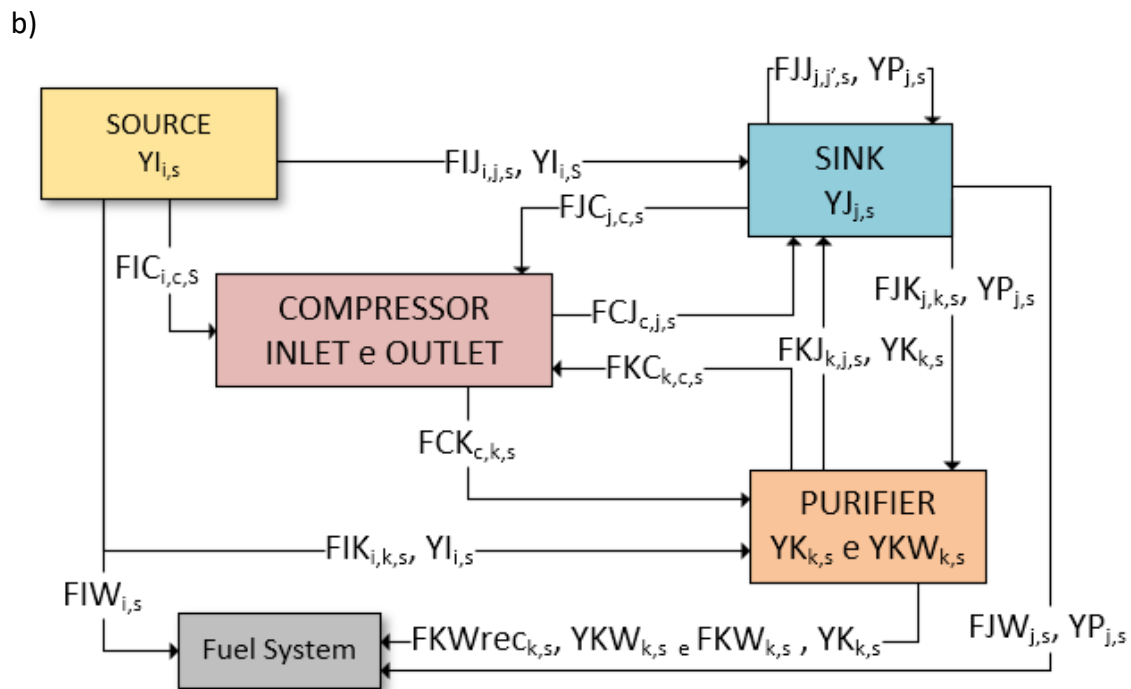 b)
FJJj,j',s, YPj,s
SOURCE
YIi,s
FIJi,j,s, YIi,S
SINK
YJj,s
FJCj,c,s
FICi,c,S
COMPRESSOR
INLET e OUTLET
FCJc,j,s
FJKj,k,s, YPj,s
FKJk,j,s, YKk,s
FKCk,c,s
FCKc,k,s
PURIFIER
YKk,s e YKWk,s
FIKi,k,s, YIi,s
FIWi,s
Fuel System
FKWreck,s, YKWk,s e FKWk,s , YKk,s
FJWj,s, YPj,s